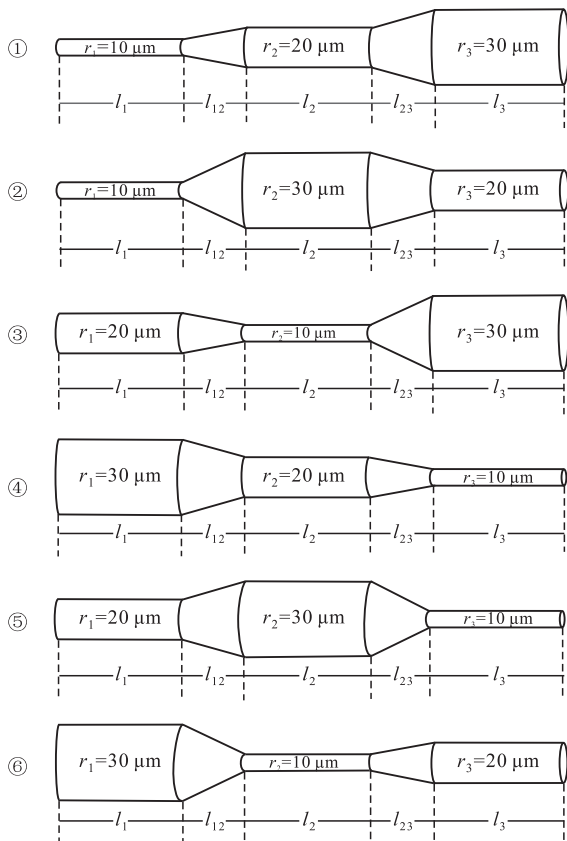 ① r₁=10 μm r₂=20 μm r₃=30 μm
l₁ l₁₂ l₂ l₂₃ l₃
② r₁=10 μm r₂=30 μm r₃=20 μm
l₁ l₁₂ l₂ l₂₃ l₃
③ r₁=20 μm r₂=10 μm r₃=30 μm
l₁ l₁₂ l₂ l₂₃ l₃
④ r₁=30 μm r₂=20 μm r₃=10 μm
l₁ l₁₂ l₂ l₂₃ l₃
⑤ r₁=20 μm r₂=30 μm r₃=10 μm
l₁ l₁₂ l₂ l₂₃ l₃
⑥ r₁=30 μm r₂=10 μm r₃=20 μm
l₁ l₁₂ l₂ l₂₃ l₃